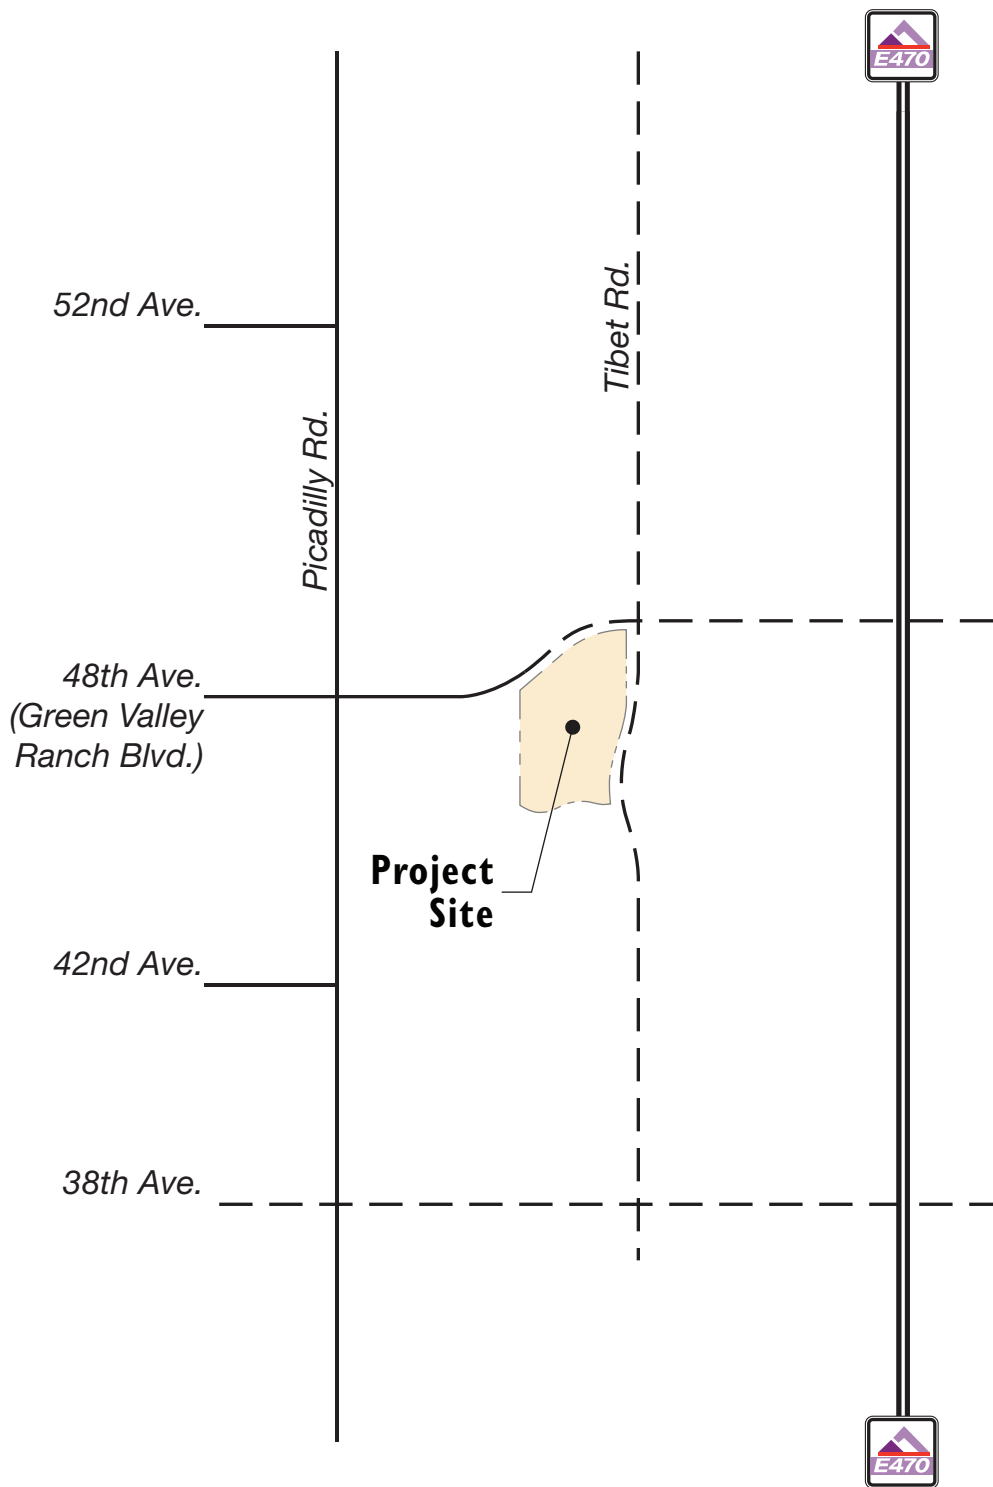 E470
52nd Ave.
Tibet Rd.
Picadilly Rd.
48th Ave.
(Green Valley
Ranch Blvd.)
Project
Site
42nd Ave.
38th Ave.
E470